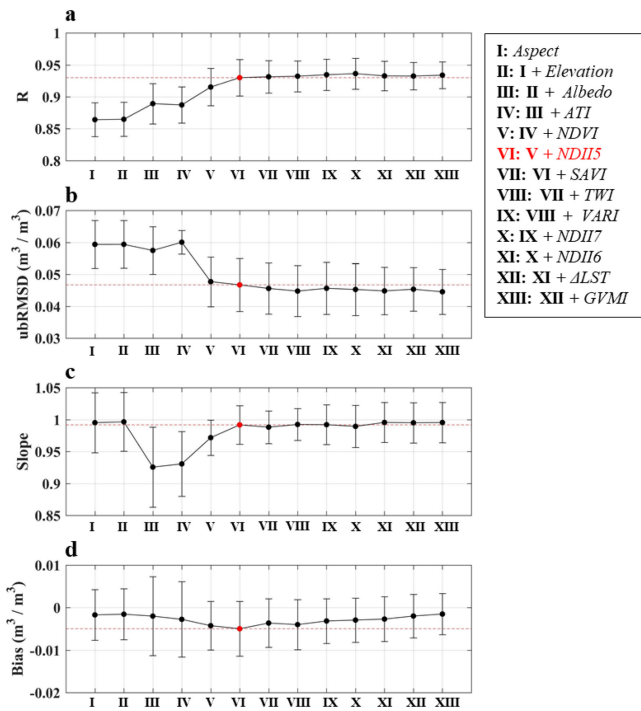 a
R
1
0.95
0.9
0.85
0.8
I II III IV V VI VII VIII IX X XI XII XIII
b
ubRMSD (m³ / m³)
0.07
0.06
0.05
0.04
0.03
I II III IV V VI VII VIII IX X XI XII XIII
c
Slope
1.05
1
0.95
0.9
0.85
I II III IV V VI VII VIII IX X XI XII XIII
d
Bias (m³ / m³)
0.01
0
-0.01
-0.02
I II III IV V VI VII VIII IX X XI XII XIII
I: Aspect
II: I + Elevation
III: II + Albedo
IV: III + ATI
V: IV + NDVI
VI: V + NDII5
VII: VI + SAVI
VIII: VII + TWI
IX: VIII + VARI
X: IX + NDII7
XI: X + NDII6
XII: XI + ΔLST
XIII: XII + GVMI